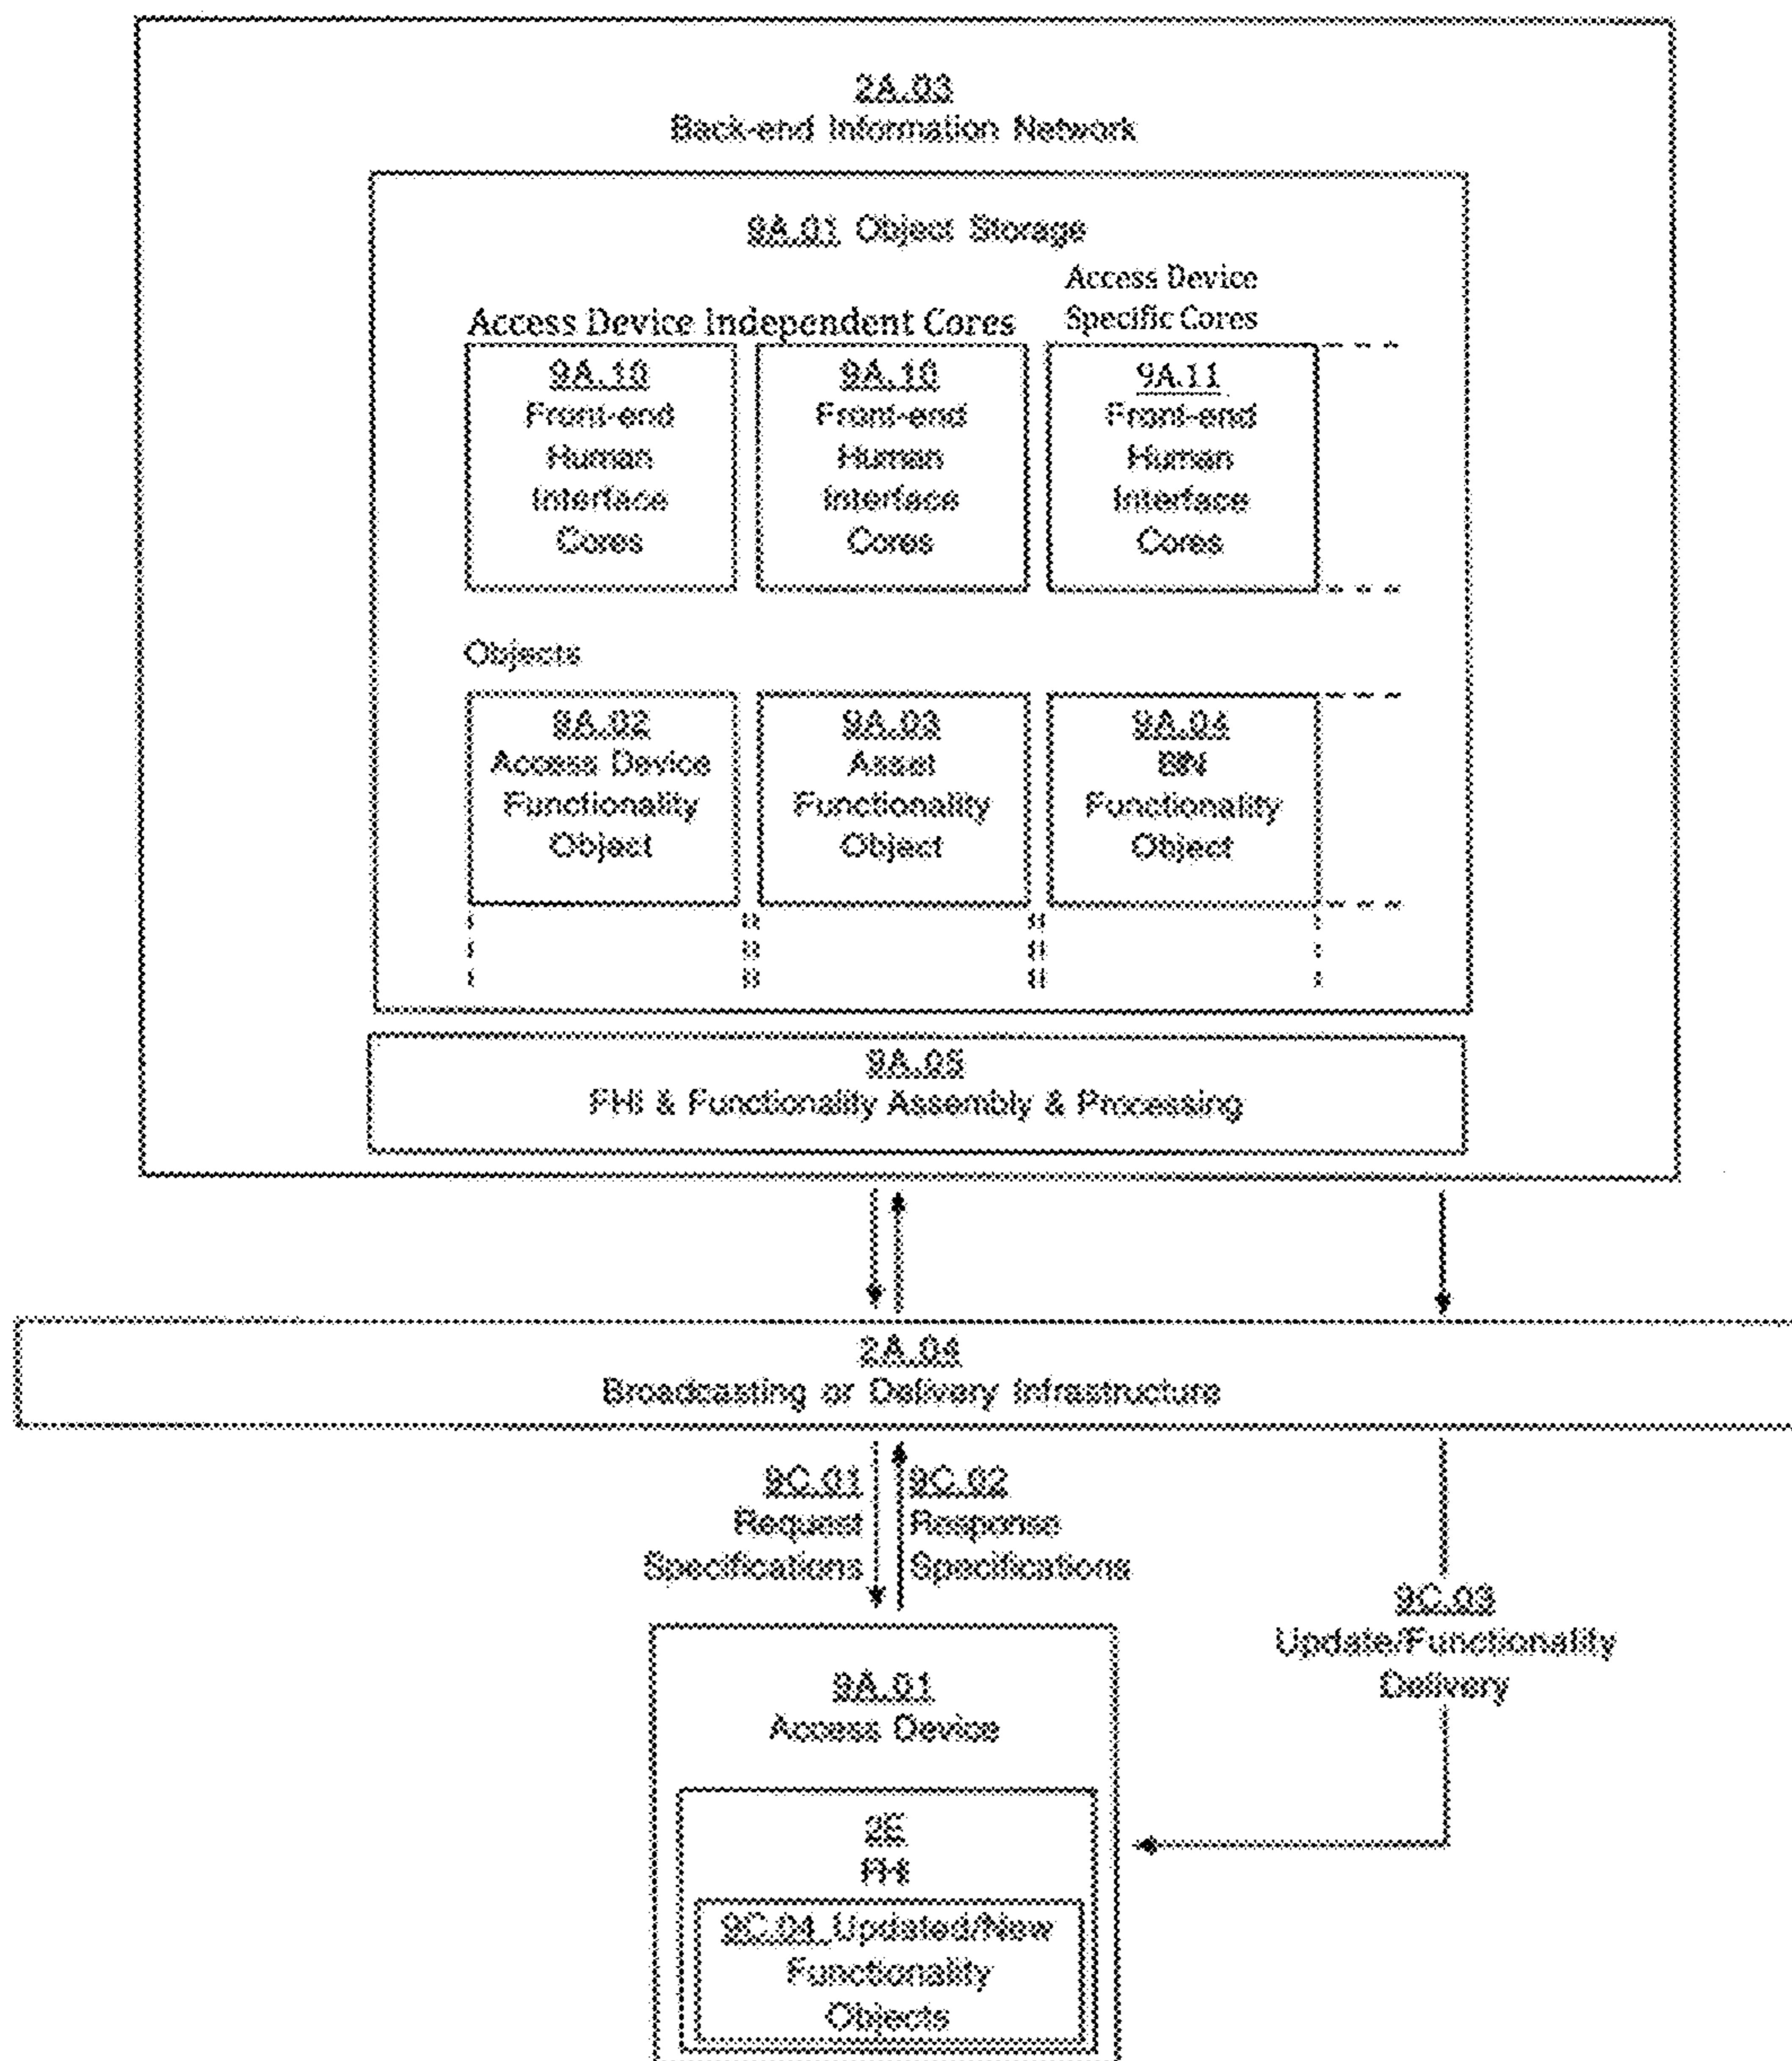 2A.03
Back-end Information Network
9A.01 Object Storage
Access Device Independent Cores
Access Device
Specific Cores
9A.10
Front-end
Human
Interface
Cores
9A.10
Front-end
Human
Interface
Cores
9A.11
Front-end
Human
Interface
Cores
Objects
9A.02
Access Device
Functionality
Object
9A.03
Asset
Functionality
Object
9A.04
BIN
Functionality
Object
9A.05
FHI & Functionality Assembly & Processing
2A.04
Broadcasting or Delivery Infrastructure
9C.01
Request
Specifications
9C.02
Response
Specifications
9C.03
Update/Functionality
Delivery
9A.01
Access Device
2E
FHI
9C.04 Updated/New
Functionality
Objects